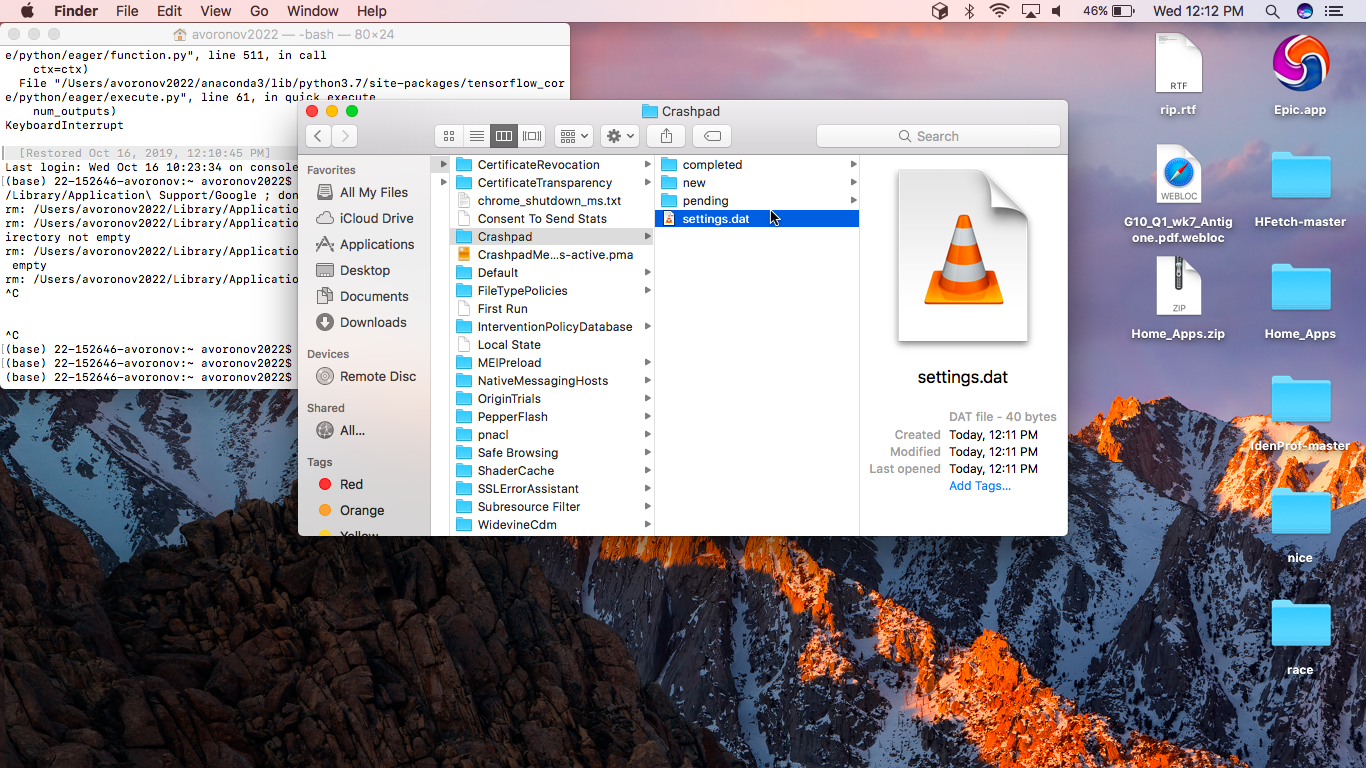 Finder File Edit View Go Window Help
46% Wed 12:12 PM
avoronov2022 — -bash — 80×24
e/python/eager/function.py", line 511, in call
ctx=ctx)
File "/Users/avoronov2022/anaconda3/lib/python3.7/site-packages/tensorflow_cor
e/python/eager/execute.py", line 61, in quick_execute
num_outputs)
KeyboardInterrupt
[Restored Oct 16, 2019, 12:10:45 PM]
Last login: Wed Oct 16 10:23:34 on console
(base) 22-152646-avoronov:~ avoronov2022$
/Library/Application\ Support/Google ; don
rm: /Users/avoronov2022/Library/Applicatio
rm: /Users/avoronov2022/Library/Applicatio
irectory not empty
rm: /Users/avoronov2022/Library/Applicatio
empty
rm: /Users/avoronov2022/Library/Applicatio
^C
^C
(base) 22-152646-avoronov:~ avoronov2022$
(base) 22-152646-avoronov:~ avoronov2022$
(base) 22-152646-avoronov:~ avoronov2022$
Crashpad
Search
Favorites
All My Files
iCloud Drive
Applications
Desktop
Documents
Downloads
Devices
Remote Disc
Shared
All...
Tags
Red
Orange
Yellow
CertificateRevocation
CertificateTransparency
chrome_shutdown_ms.txt
Consent To Send Stats
Crashpad
CrashpadMe...s-active.pma
Default
FileTypePolicies
First Run
InterventionPolicyDatabase
Local State
MEIPreload
NativeMessagingHosts
OriginTrials
PepperFlash
pnacl
Safe Browsing
ShaderCache
SSLErrorAssistant
Subresource Filter
WidevineCdm
completed
new
pending
settings.dat
settings.dat
DAT file - 40 bytes
Created Today, 12:11 PM
Modified Today, 12:11 PM
Last opened Today, 12:11 PM
Add Tags...
RTF
rip.rtf
Epic.app
WEBLOC
G10_Q1_wk7_Antig
one.pdf.webloc
HFetch-master
ZIP
Home_Apps.zip
Home_Apps
IdenProf-master
nice
race